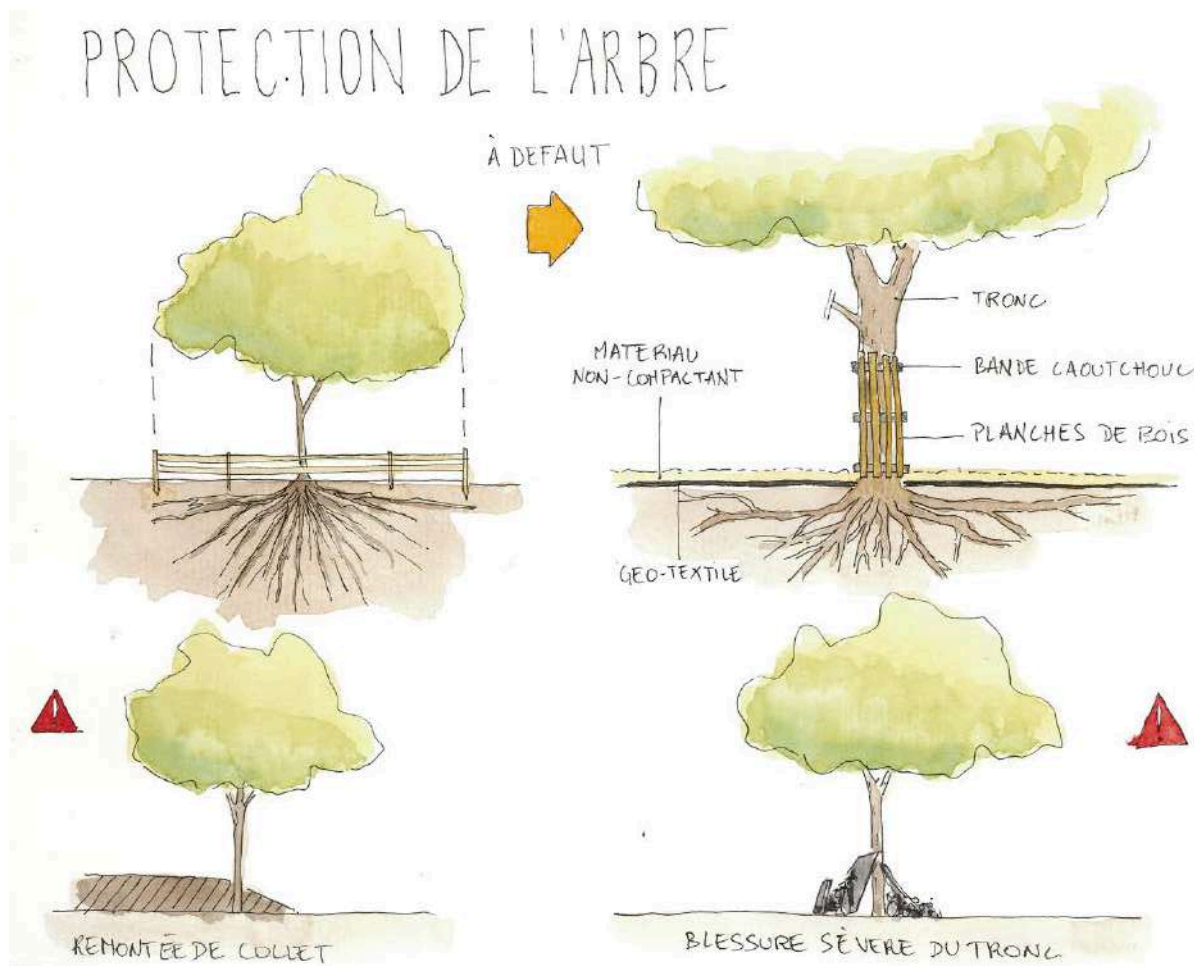 PROTECTION DE L'ARBRE
À DEFAUT
TRONC
MATERIAU
NON-COMPACTANT
BANDE CAOUTCHOUC
PLANCHES DE BOIS
GEO-TEXTILE
REMONTÉE DE COLLET
BLESSURE SÈVERE DU TRONC